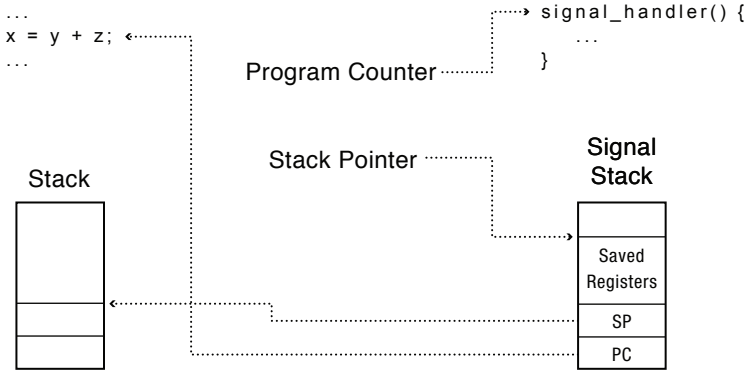 ...
x = y + z;
...
signal_handler() {
...
}
Program Counter
Stack Pointer
Stack
Signal
Stack
Saved
Registers
SP
PC